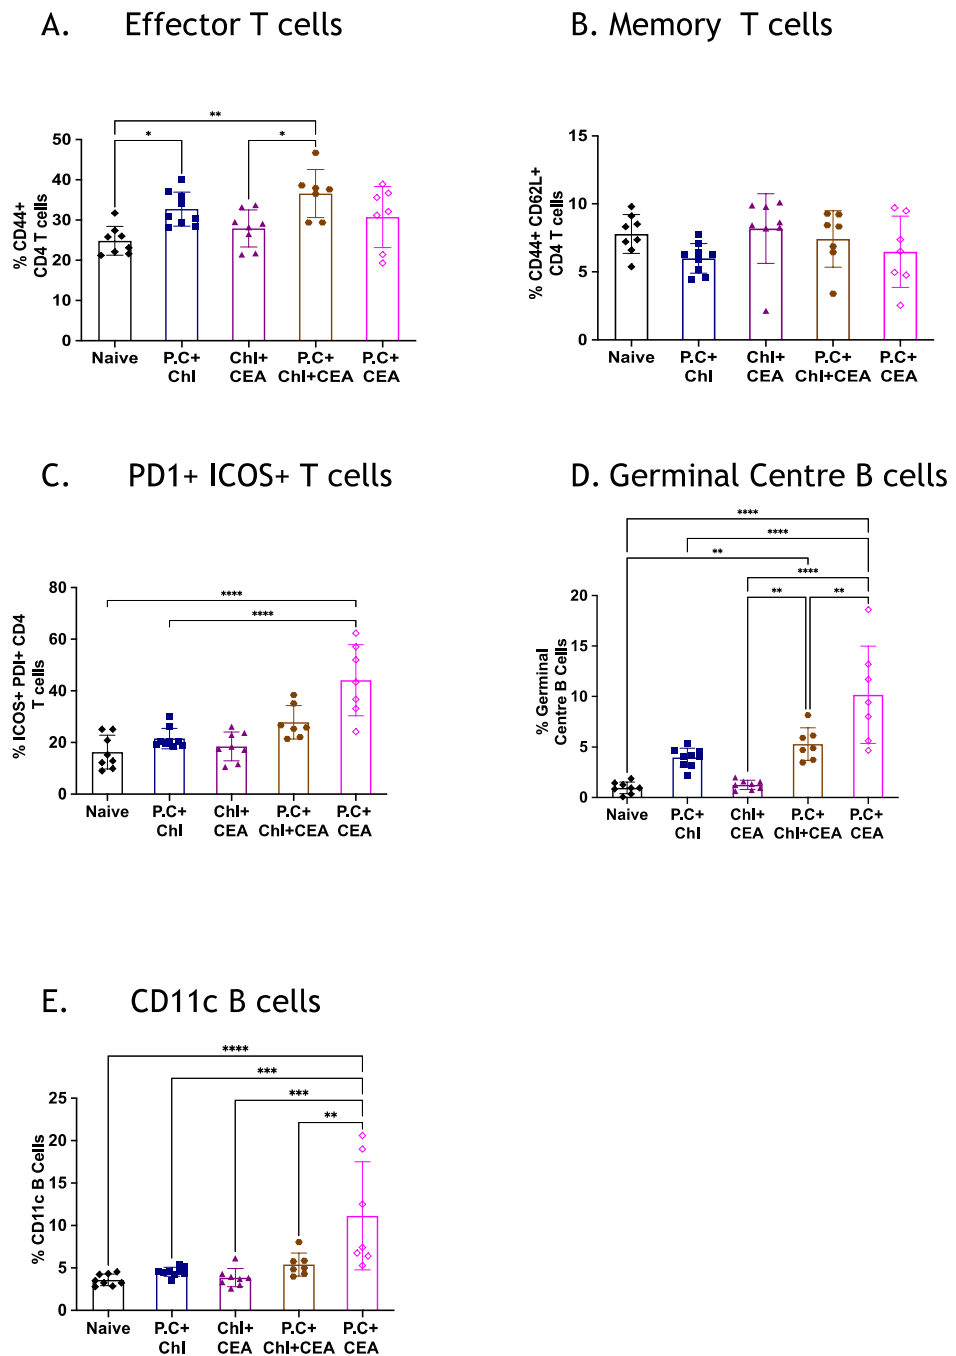 A. Effector T cells
B. Memory T cells
**
*
*
50
40
30
20
10
0
% CD44+
CD4 T cells
Naive
P.C+
Chl
Chl+
CEA
P.C+
Chl+CEA
P.C+
CEA
15
10
5
0
% CD44+ CD62L+
CD4 T cells
Naive
P.C+
Chl
Chl+
CEA
P.C+
Chl+CEA
P.C+
CEA
C. PD1+ ICOS+ T cells
D. Germinal Centre B cells
****
****
80
60
40
20
0
% ICOS+ PDI+ CD4
T cells
Naive
P.C+
Chl
Chl+
CEA
P.C+
Chl+CEA
P.C+
CEA
****
****
**
****
**
**
20
15
10
5
0
% Germinal
Centre B Cells
Naive
P.C+
Chl
Chl+
CEA
P.C+
Chl+CEA
P.C+
CEA
E. CD11c B cells
****
***
***
**
25
20
15
10
5
0
% CD11c B Cells
Naive
P.C+
Chl
Chl+
CEA
P.C+
Chl+CEA
P.C+
CEA